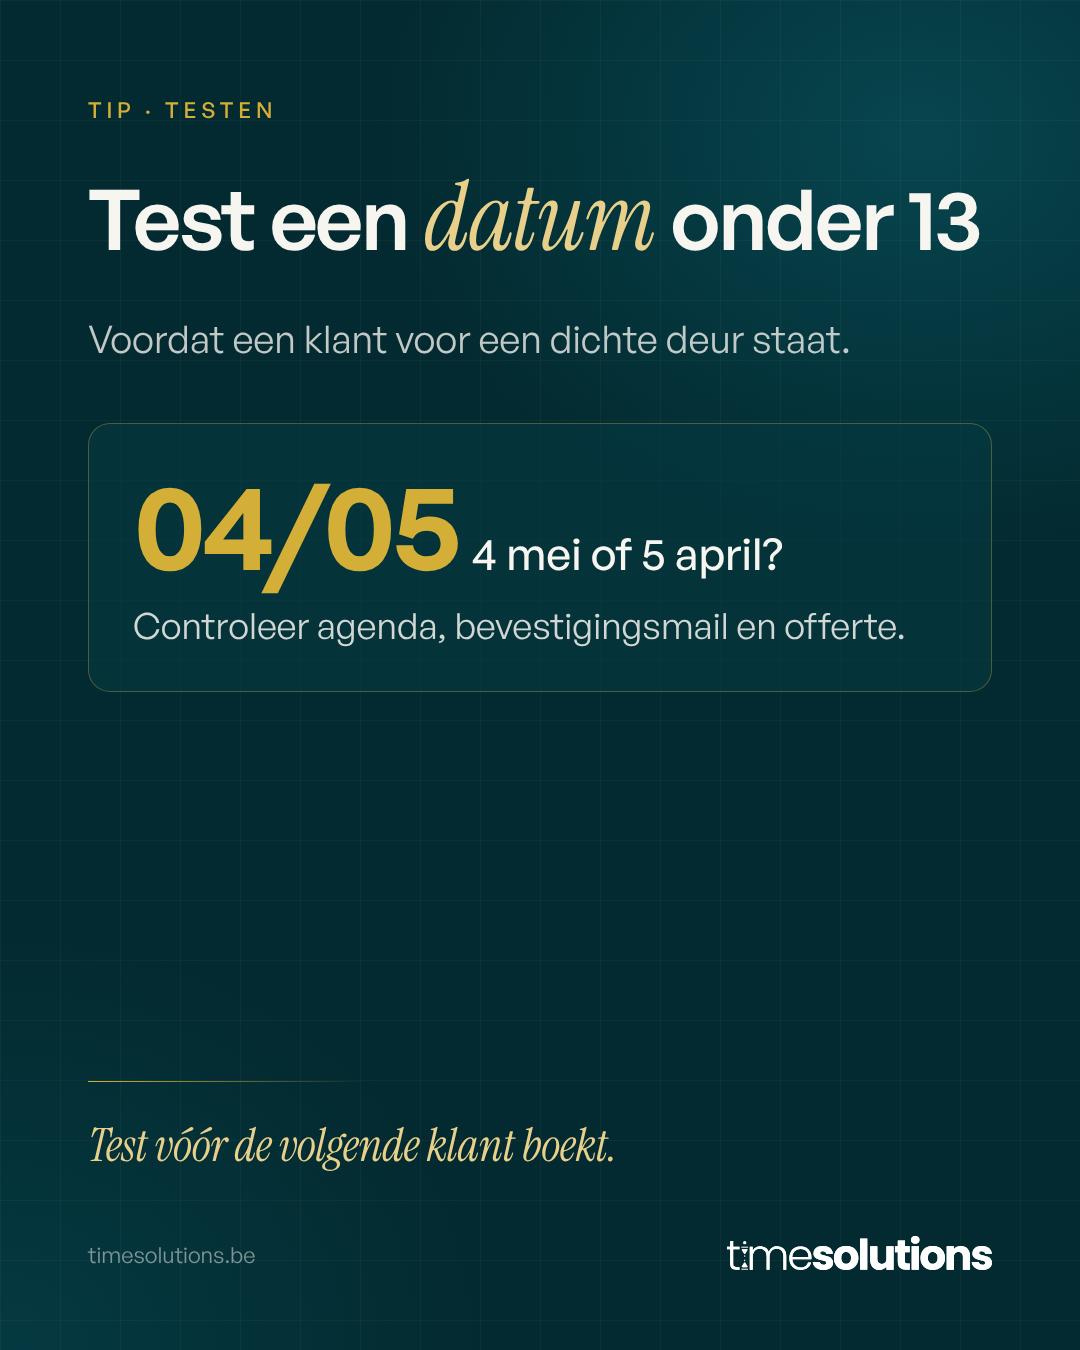 TIP · TESTEN
Test een datum onder 13
Voordat een klant voor een dichte deur staat.
04/05 4 mei of 5 april?
Controleer agenda, bevestigingsmail en offerte.
Test vóór de volgende klant boekt.
timesolutions.be
timesolutions